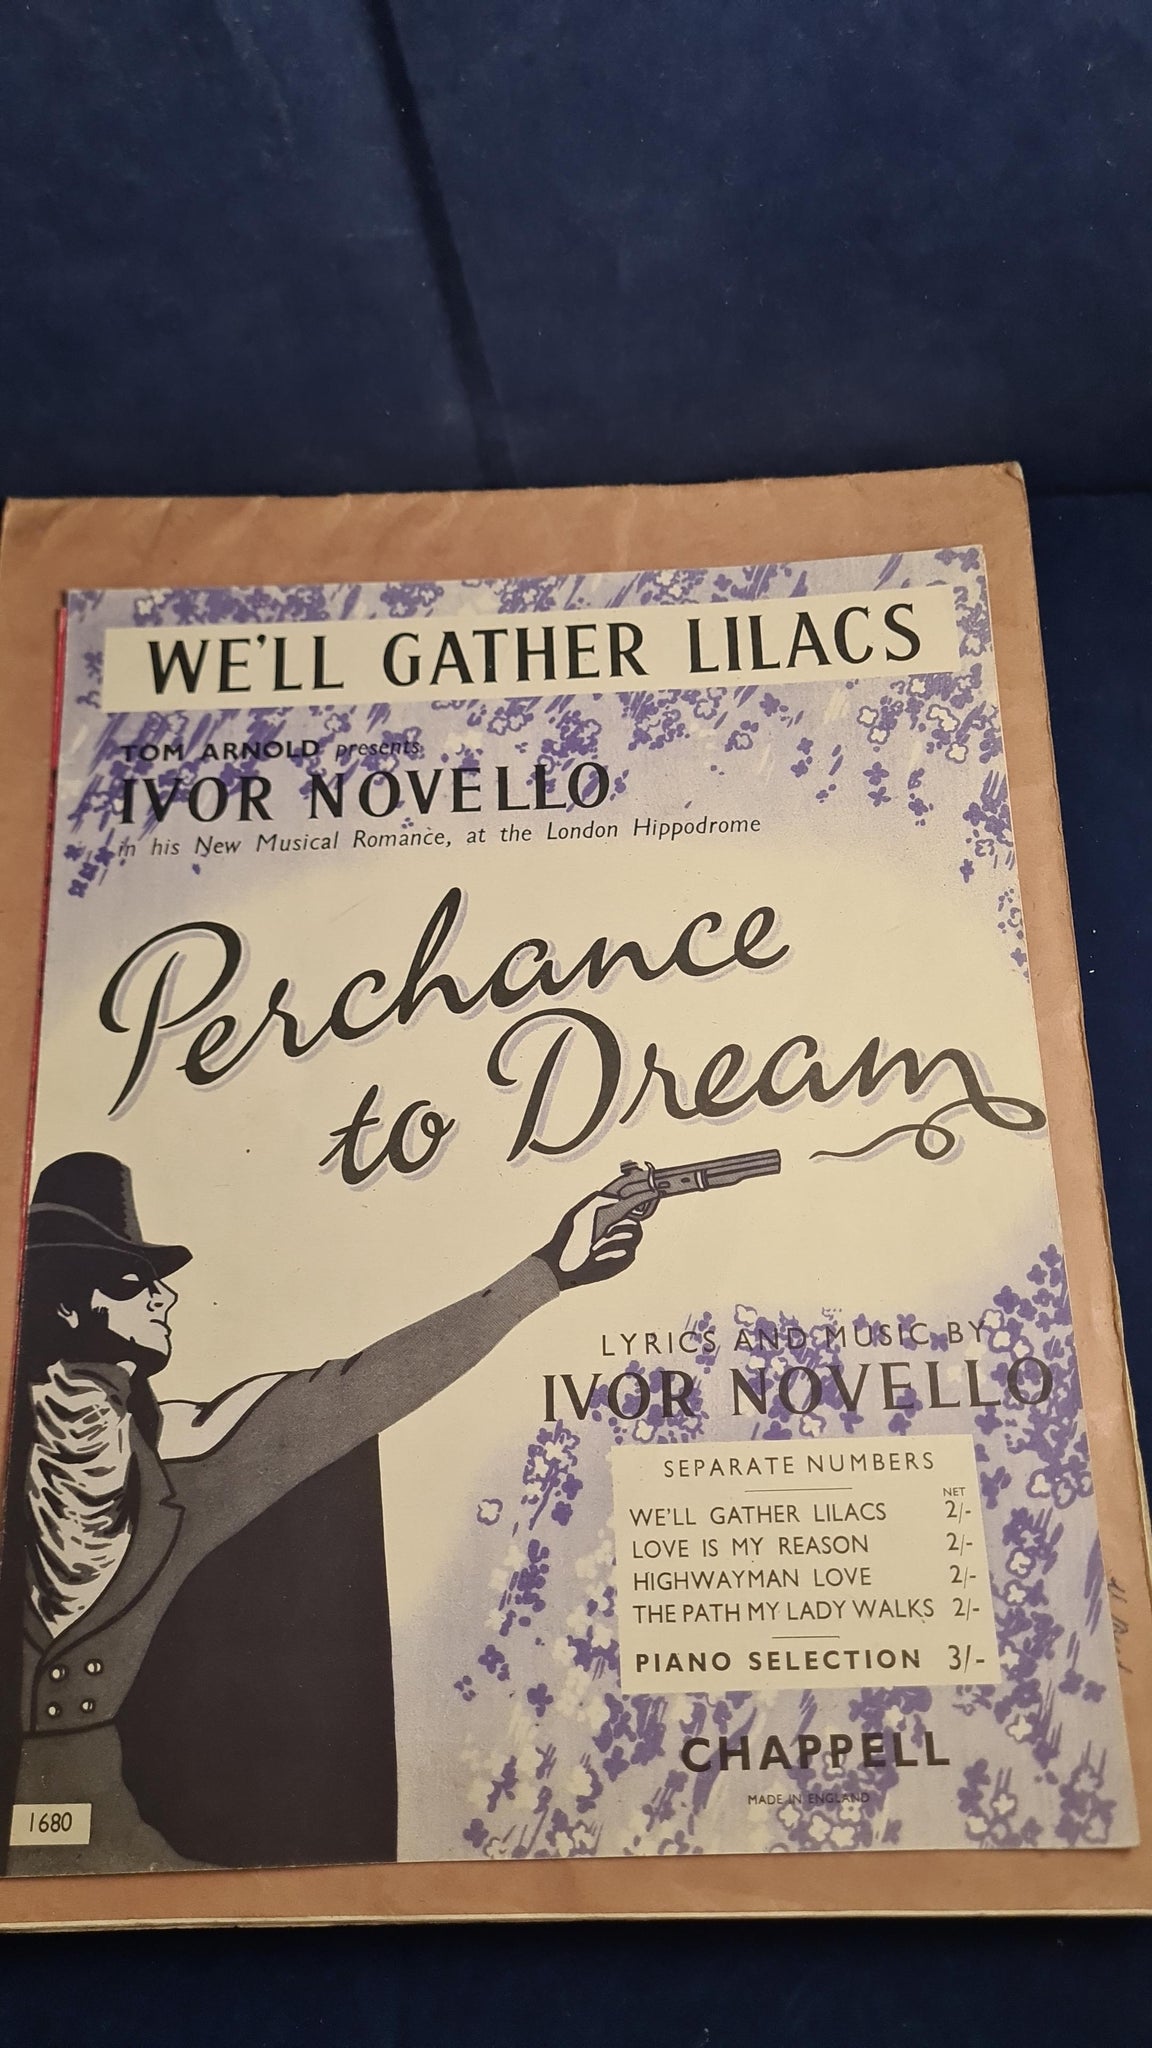 WE'LL GATHER LILACS
TOM ARNOLD presents
IVOR NOVELLO
in his New Musical Romance, at the London Hippodrome
Perchance
to Dream
LYRICS AND MUSIC BY
IVOR NOVELLO
SEPARATE NUMBERS
NET
WE'LL GATHER LILACS 2/-
LOVE IS MY REASON 2/-
HIGHWAYMAN LOVE 2/-
THE PATH MY LADY WALKS 2/-
PIANO SELECTION 3/-
CHAPPELL
MADE IN ENGLAND
1680